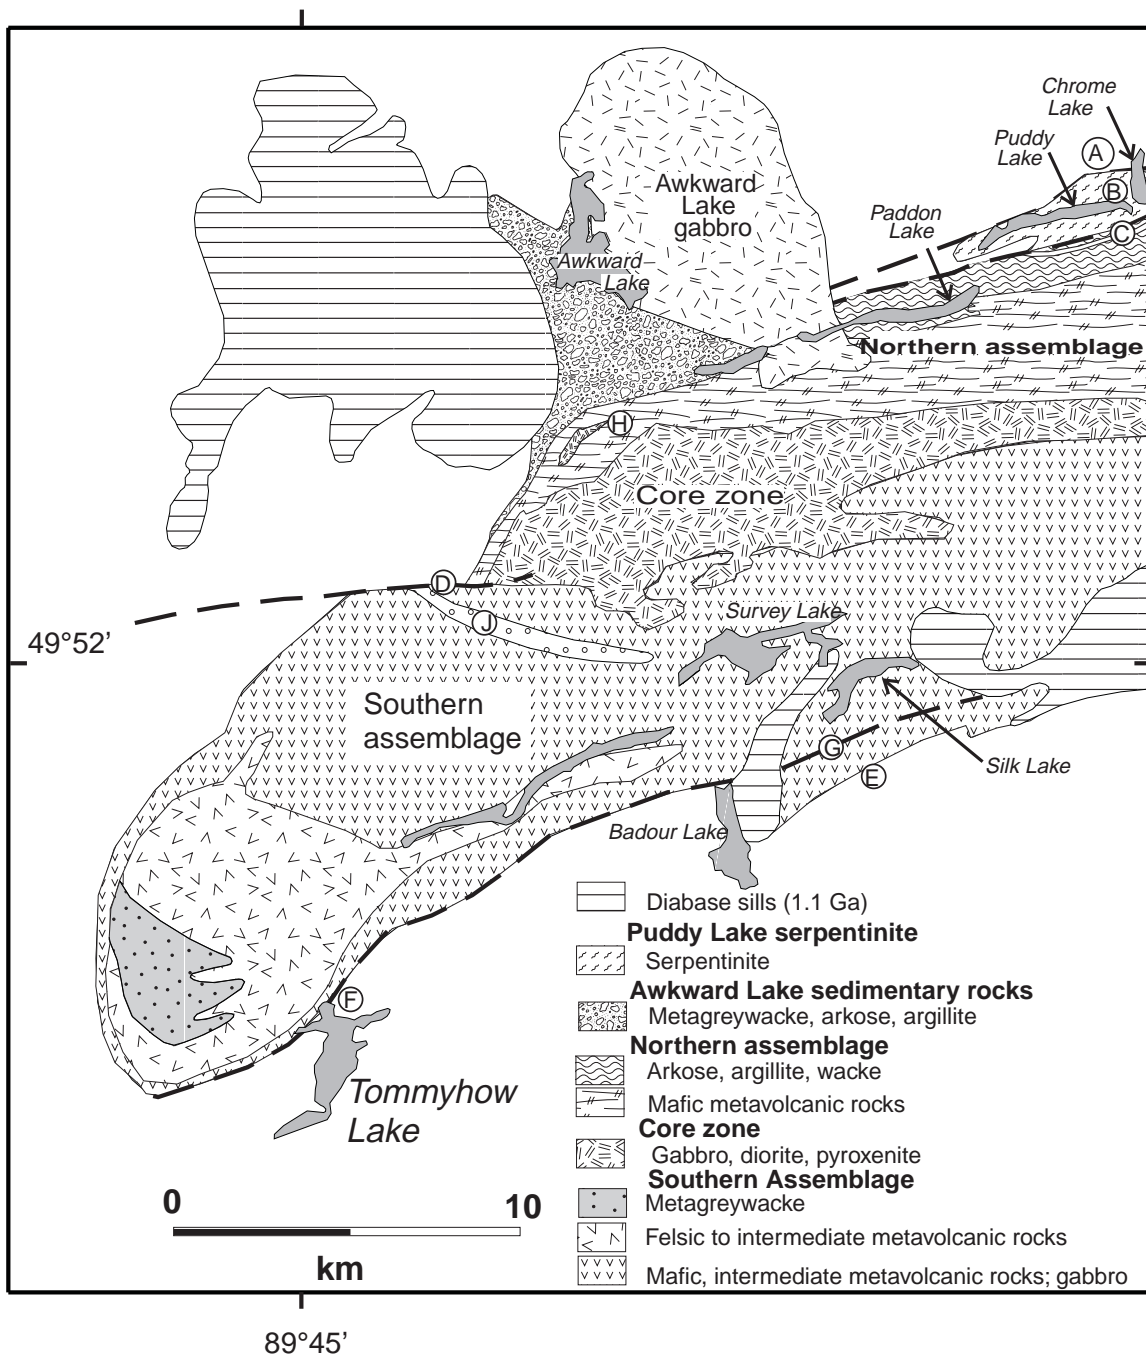 Chrome
Lake
Puddy
Lake
A
B
Awkward
Lake
gabbro
Paddon
Lake
C
Awkward
Lake
Northern assemblage
H
Core zone
D
J
Survey Lake
49°52’
Southern
assemblage
G
Silk Lake
E
Badour Lake
Diabase sills (1.1 Ga)
Puddy Lake serpentinite
Serpentinite
Awkward Lake sedimentary rocks
Metagreywacke, arkose, argillite
F
Northern assemblage
Arkose, argillite, wacke
Tommyhow
Lake
Mafic metavolcanic rocks
Core zone
Gabbro, diorite, pyroxenite
Southern Assemblage
Metagreywacke
0 10
km
Felsic to intermediate metavolcanic rocks
Mafic, intermediate metavolcanic rocks; gabbro
89°45’